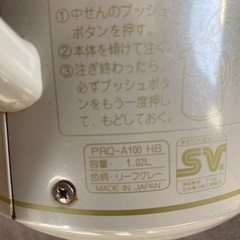 ①中せんのプッシュ
ボタンを押す。
②本体を傾けて注ぐ。
③注ぎ終わったら、
必ずプッシュボタ
ンをもう一度押し
て、もどしておく。
PRQ-A100 HB
容量・1.02L
色柄・リーフグレー
MADE IN JAPAN
SV